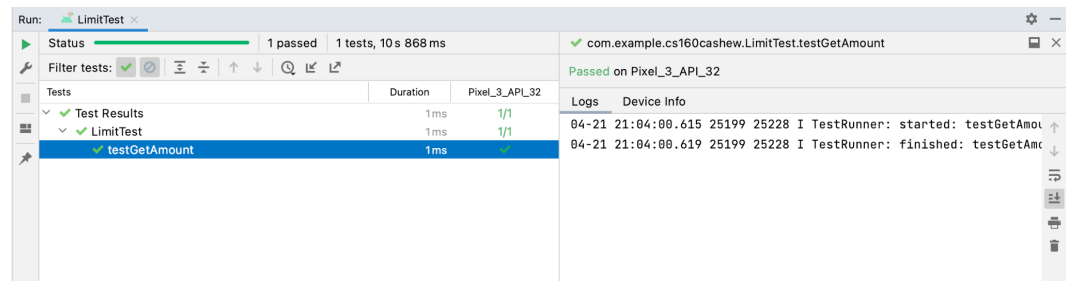 Run: LimitTest
Status 1 passed 1 tests, 10 s 868 ms
Filter tests:
Tests Duration Pixel_3_API_32
Test Results 1 ms 1/1
LimitTest 1 ms 1/1
testGetAmount 1 ms
com.example.cs160cashew.LimitTest.testGetAmount
Passed on Pixel_3_API_32
Logs Device Info
04-21 21:04:00.615 25199 25228 I TestRunner: started: testGetAmou
04-21 21:04:00.619 25199 25228 I TestRunner: finished: testGetAmo